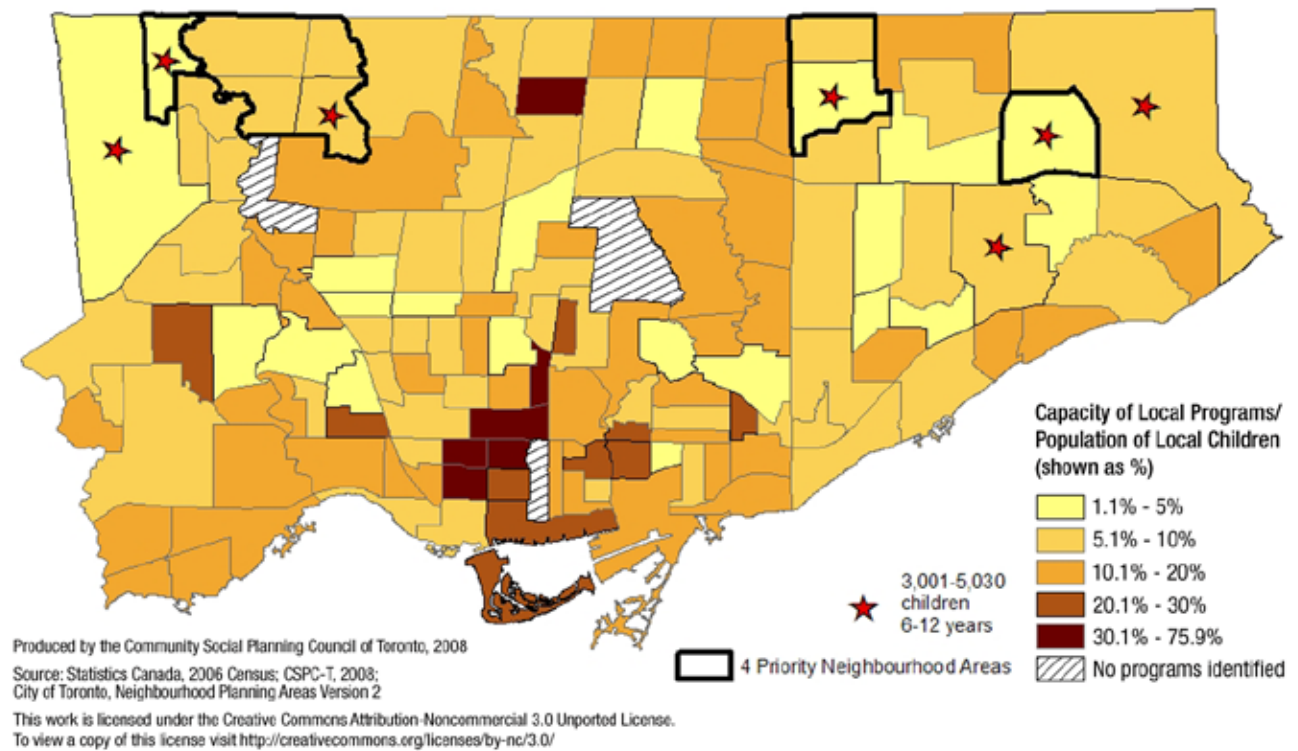 Capacity of Local Programs/
Population of Local Children
(shown as %)
1.1% - 5%
5.1% - 10%
10.1% - 20%
20.1% - 30%
30.1% - 75.9%
No programs identified
3,001-5,030
children
6-12 years
4 Priority Neighbourhood Areas
Produced by the Community Social Planning Council of Toronto, 2008
Source: Statistics Canada, 2006 Census; CSPC-T, 2008;
City of Toronto, Neighbourhood Planning Areas Version 2
This work is licensed under the Creative Commons Attribution-Noncommercial 3.0 Unported License.
To view a copy of this license visit http://creativecommons.org/licenses/by-nc/3.0/